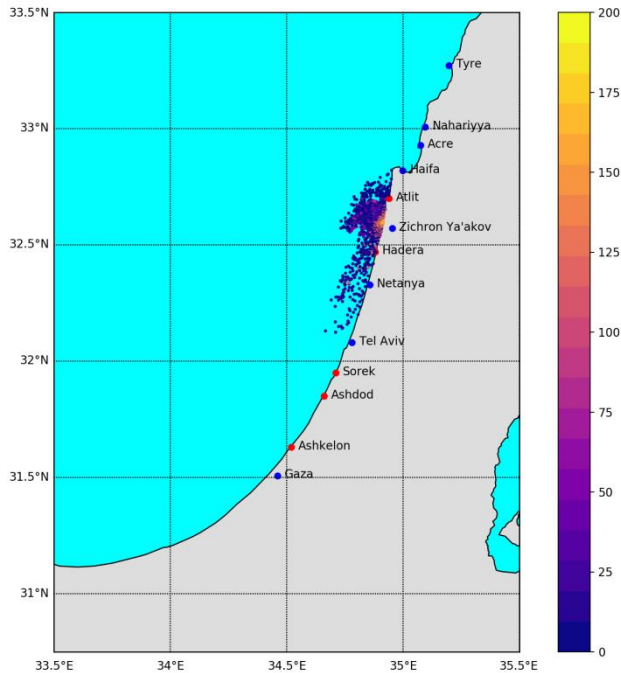 33.5°N
33°N
32.5°N
32°N
31.5°N
31°N
33.5°E
34°E
34.5°E
35°E
35.5°E
Tyre
Nahariyya
Acre
Haifa
Atlit
Zichron Ya'akov
Hadera
Netanya
Tel Aviv
Sorek
Ashdod
Ashkelon
Gaza
200
175
150
125
100
75
50
25
0